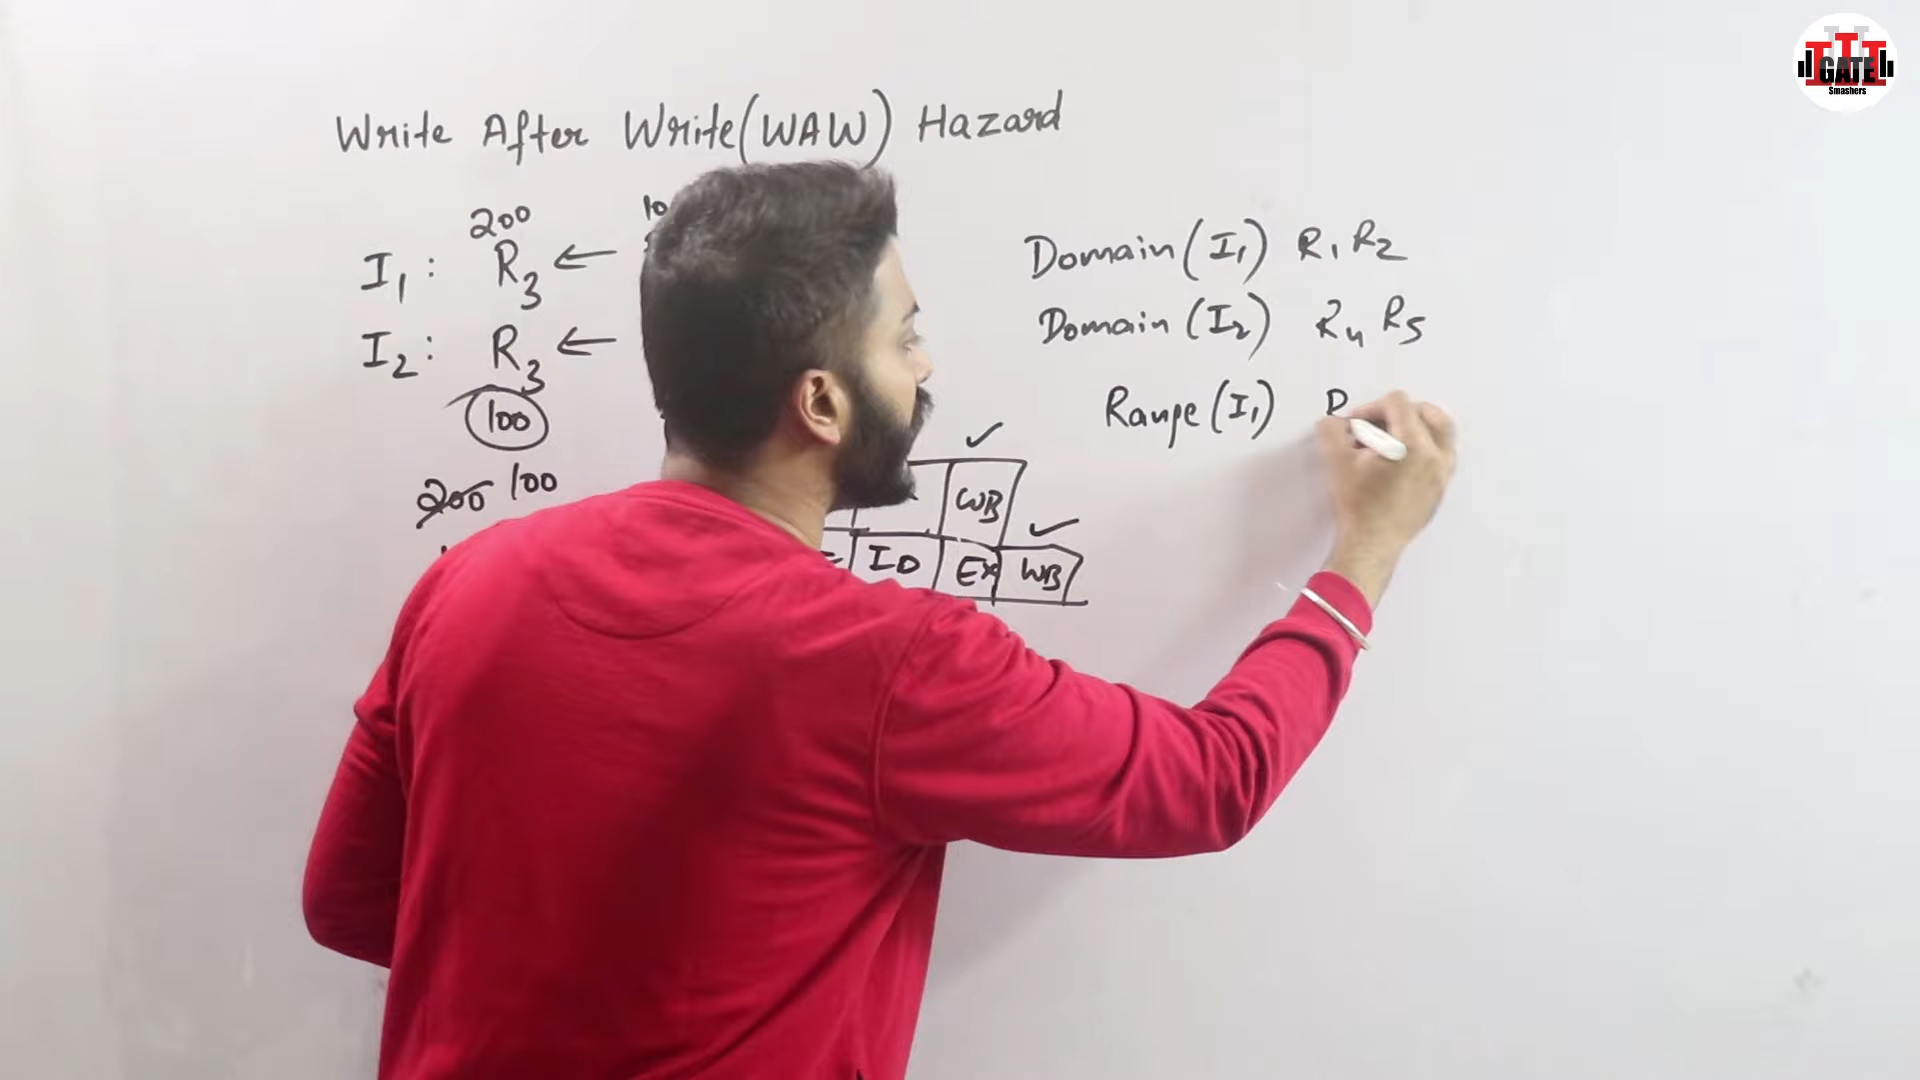 Write After Write (WAW) Hazard
200 10
I1 : R3 ←
I2 : R3 ←
100
200 100
Domain (I1) R1 R2
Domain (I2) R4 R5
Range (I1) R
✓
WB
✓
ID Ex WB
GATE
Smashers